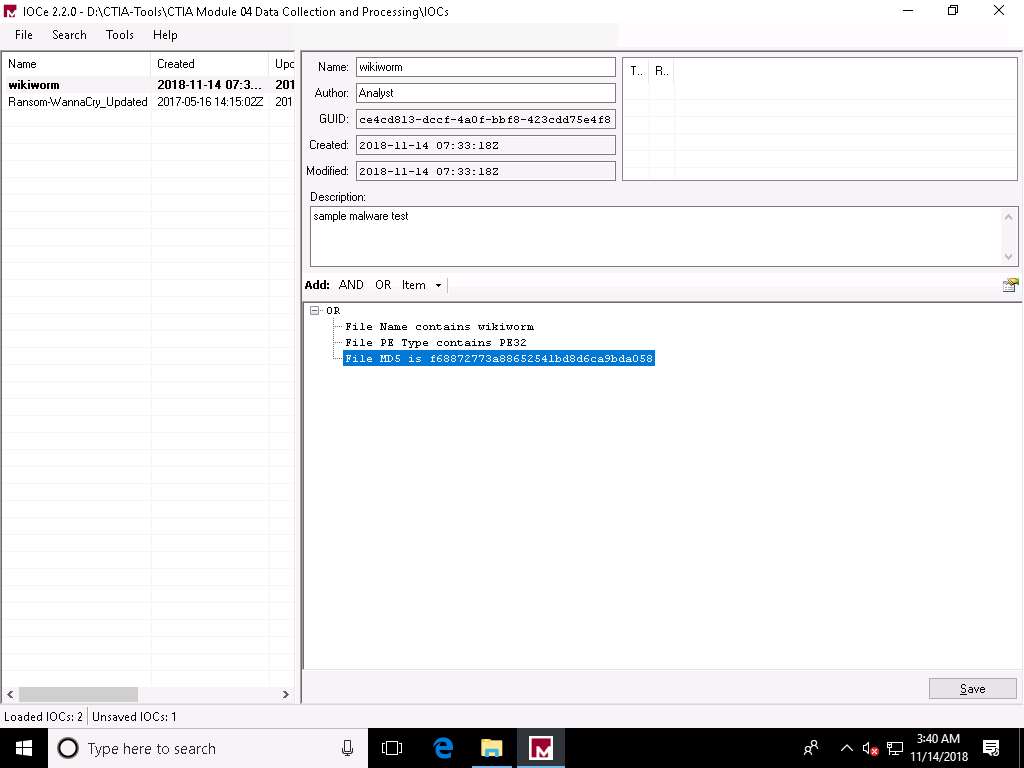 IOCe 2.2.0 - D:\CTIA-Tools\CTIA Module 04 Data Collection and Processing\IOCs
File Search Tools Help
Name Created Upd
wikiworm 2018-11-14 07:3... 201
Ransom-WannaCry_Updated 2017-05-16 14:15:02Z 201
Name: wikiworm
Author: Analyst
GUID: ce4cd813-dccf-4a0f-bbf8-423cdd75e4f8
Created: 2018-11-14 07:33:18Z
Modified: 2018-11-14 07:33:18Z
T.. R..
Description:
sample malware test
Add: AND OR Item
OR
File Name contains wikiworm
File PE Type contains PE32
File MD5 is f68872773a88652541bd8d6ca9bda058
Save
Loaded IOCs: 2 Unsaved IOCs: 1
Type here to search
3:40 AM
11/14/2018